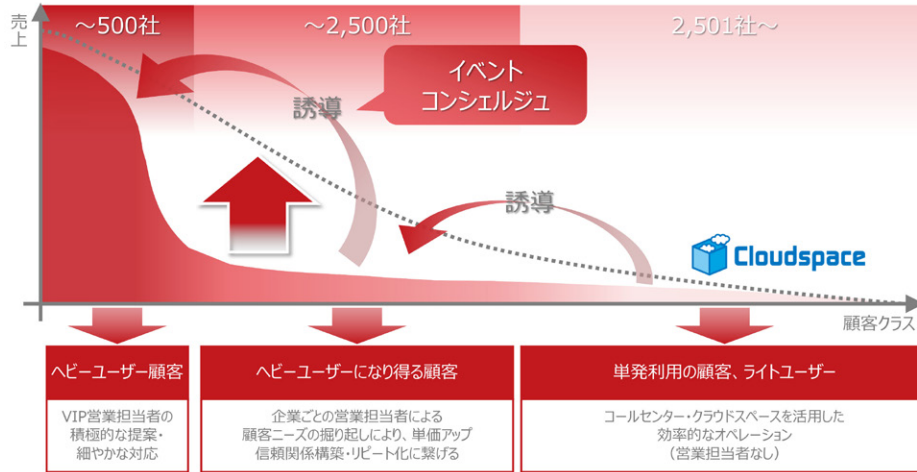 売上
～500社
～2,500社
2,501社～
イベント
コンシェルジュ
誘導
誘導
Cloudspace
顧客クラス
ヘビーユーザー顧客
VIP営業担当者の
積極的な提案・
細やかな対応
ヘビーユーザーになり得る顧客
企業ごとの営業担当者による
顧客ニーズの掘り起しにより、単価アップ
信頼関係構築・リピート化に繋げる
単発利用の顧客、ライトユーザー
コールセンター・クラウドスペースを活用した
効率的なオペレーション
（営業担当者なし）